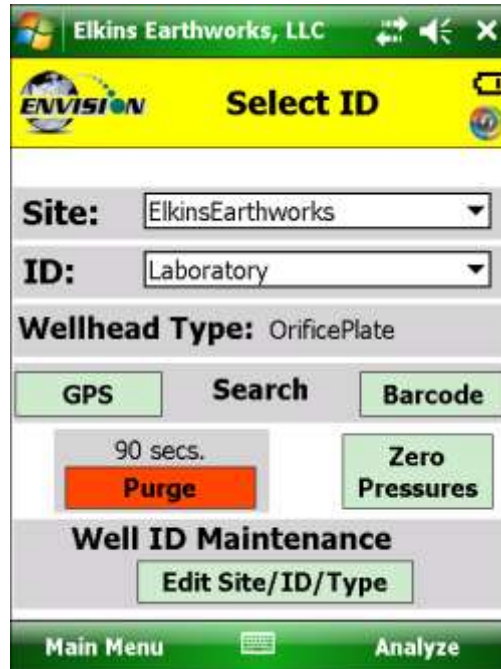 Elkins Earthworks, LLC
ENVISION
Select ID
Site: ElkinsEarthworks
ID: Laboratory
Wellhead Type: OrificePlate
GPS Search Barcode
90 secs.
Purge
Zero
Pressures
Well ID Maintenance
Edit Site/ID/Type
Main Menu Analyze